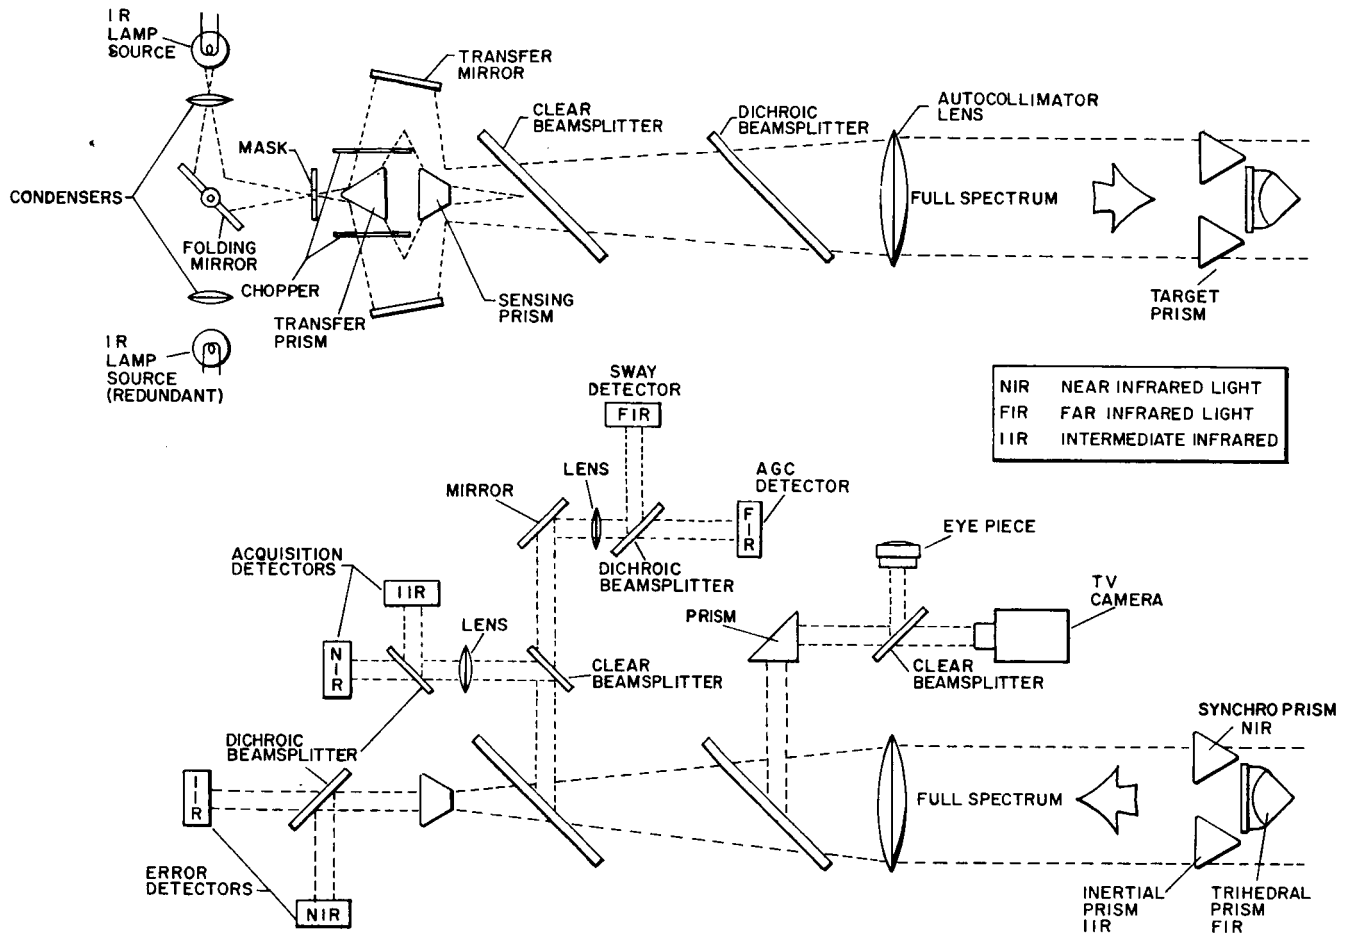 IR
LAMP
SOURCE
TRANSFER
MIRROR
CLEAR
BEAMSPLITTER
DICHROIC
BEAMSPLITTER
AUTOCOLLIMATOR
LENS
MASK
CONDENSERS
FULL SPECTRUM
FOLDING
MIRROR
CHOPPER
TRANSFER
PRISM
SENSING
PRISM
TARGET
PRISM
IR
LAMP
SOURCE
(REDUNDANT)
NIR NEAR INFRARED LIGHT
FIR FAR INFRARED LIGHT
IIR INTERMEDIATE INFRARED
SWAY
DETECTOR
FIR
LENS
MIRROR
AGC
DETECTOR
FIR
DICHROIC
BEAMSPLITTER
EYE PIECE
TV
CAMERA
ACQUISITION
DETECTORS
IIR
NIR
LENS
CLEAR
BEAMSPLITTER
PRISM
CLEAR
BEAMSPLITTER
DICHROIC
BEAMSPLITTER
IIR
ERROR
DETECTORS
NIR
FULL SPECTRUM
SYNCHRO PRISM
NIR
INERTIAL
PRISM
IIR
TRIHEDRAL
PRISM
FIR